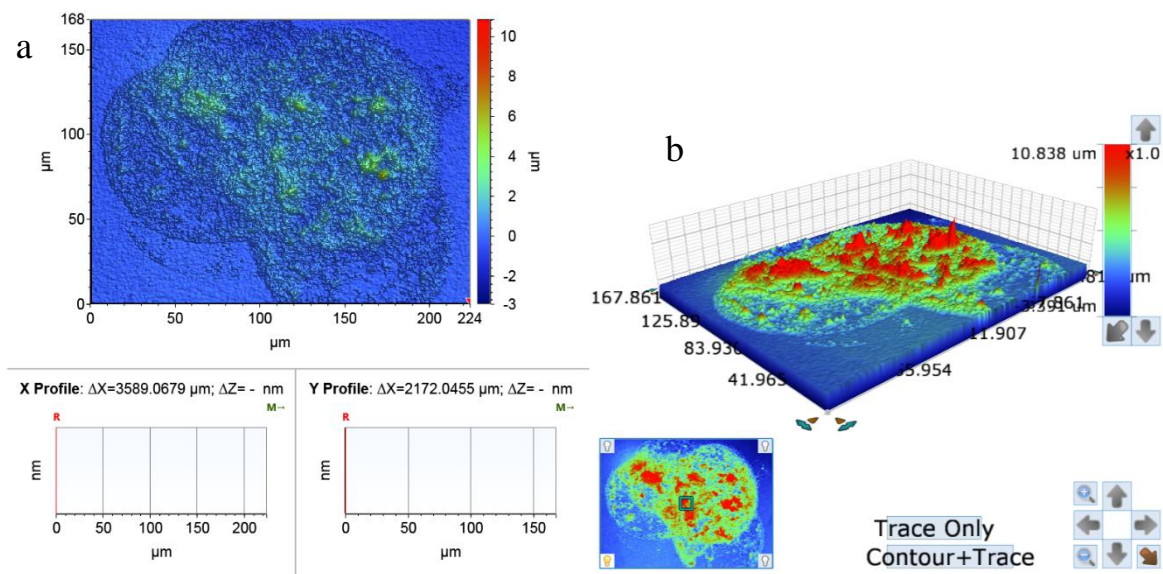 a
168
150
100
50
0
0
50
100
150
200
224
µm
µm
10
8
6
4
2
0
-2
-3
µm
X Profile: ΔX=3589.0679 µm; ΔZ= -  nm
M→
R
nm
0
50
100
150
200
µm
Y Profile: ΔX=2172.0455 µm; ΔZ= -  nm
M→
R
nm
0
50
100
150
µm
b
10.838 um
x1.0
um
167.861
125.89
83.930
41.965
11.907
Trace Only
Contour+Trace